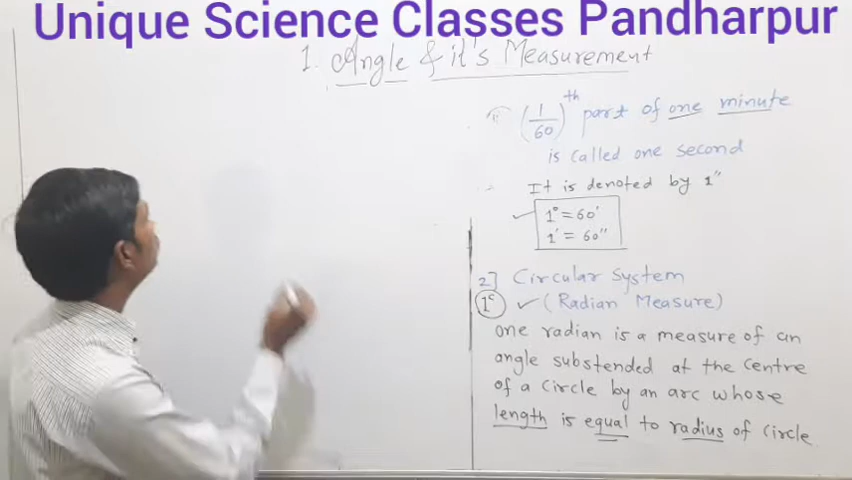 Unique Science Classes Pandharpur
1. Angle & it's Measurement
(1/60)th part of one minute
is called one second
It is denoted by 1"
1° = 60'
1' = 60"
2] Circular System
1c ✓ (Radian Measure)
one radian is a measure of an
angle substended at the centre
of a circle by an arc whose
length is equal to radius of circle